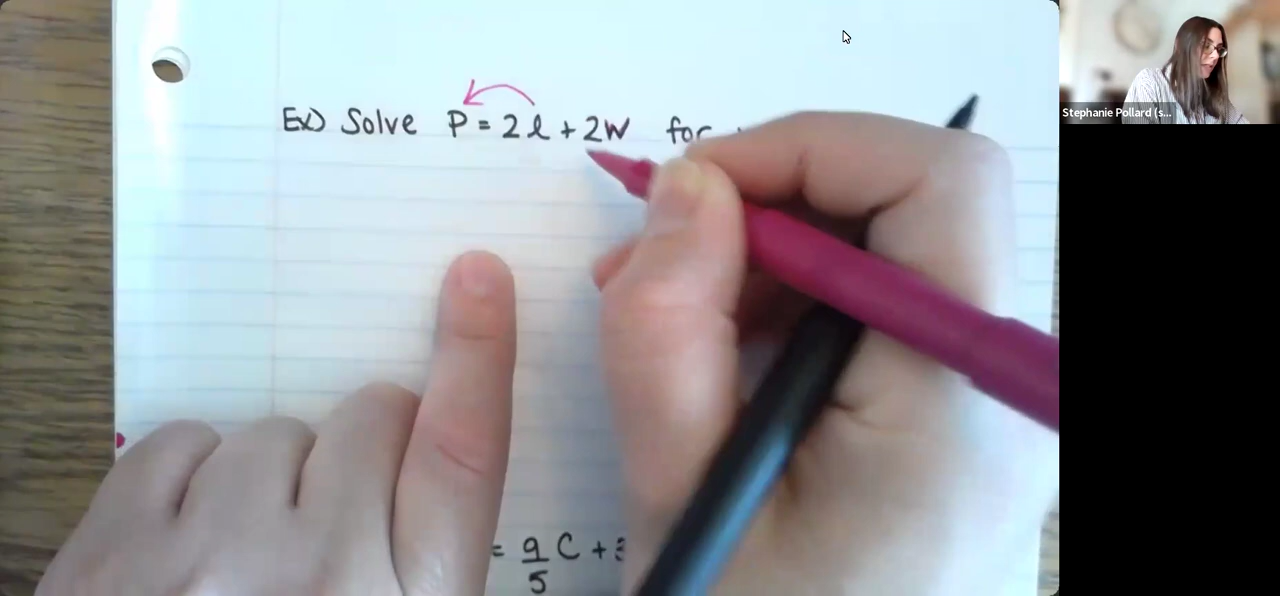 Ex) Solve P = 2l + 2W for
Stephanie Pollard (s...
= 9/5 C + 3